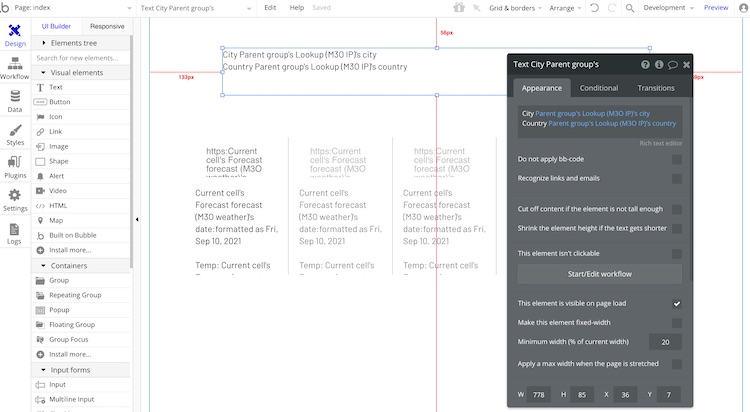 b Page: index
Text City Parent group's
Edit
Help
Saved
Grid & borders
Arrange
Development
Preview
Design
Workflow
Data
Styles
Plugins
Settings
Logs
UI Builder
Responsive
Elements tree
Search for new elements...
Visual elements
Text
Button
Icon
Link
Image
Shape
Alert
Video
HTML
Map
Built on Bubble
Install more...
Containers
Group
Repeating Group
Popup
Floating Group
Group Focus
Install more...
Input forms
Input
Multiline Input
56px
133px
City Parent group's Lookup (M3O IP)'s city
Country Parent group's Lookup (M3O IP)'s country
https:Current
cell's Forecast
forecast (M3O
weather)'s
Current cell's
Forecast forecast
(M30 weather)'s
date:formatted as Fri,
Sep 10, 2021
Temp: Current cell's
Forecast forecast
https:Current
cell's Forecast
forecast (M3O
weather)'s
Current cell's
Forecast forecast
(M30 weather)'s
date:formatted as Fri,
Sep 10, 2021
Temp: Current cell's
Forecast forecast
https:Current
cell's Forecast
forecast (M3O
weather)'s
Current cell's
Forecast forecast
(M30 weather)'s
date:formatted as Fri,
Sep 10, 2021
Temp: Current cell's
Forecast forecast
Text City Parent group's
Appearance
Conditional
Transitions
City Parent group's Lookup (M3O IP)'s city
Country Parent group's Lookup (M3O IP)'s country
Rich text editor
Do not apply bb-code
Recognize links and emails
Cut off content if the element is not tall enough
Shrink the element height if the text gets shorter
This element isn't clickable
Start/Edit workflow
This element is visible on page load
Make this element fixed-width
Minimum width (% of current width)
20
Apply a max width when the page is stretched
W 778 H 85 X 36 Y 7